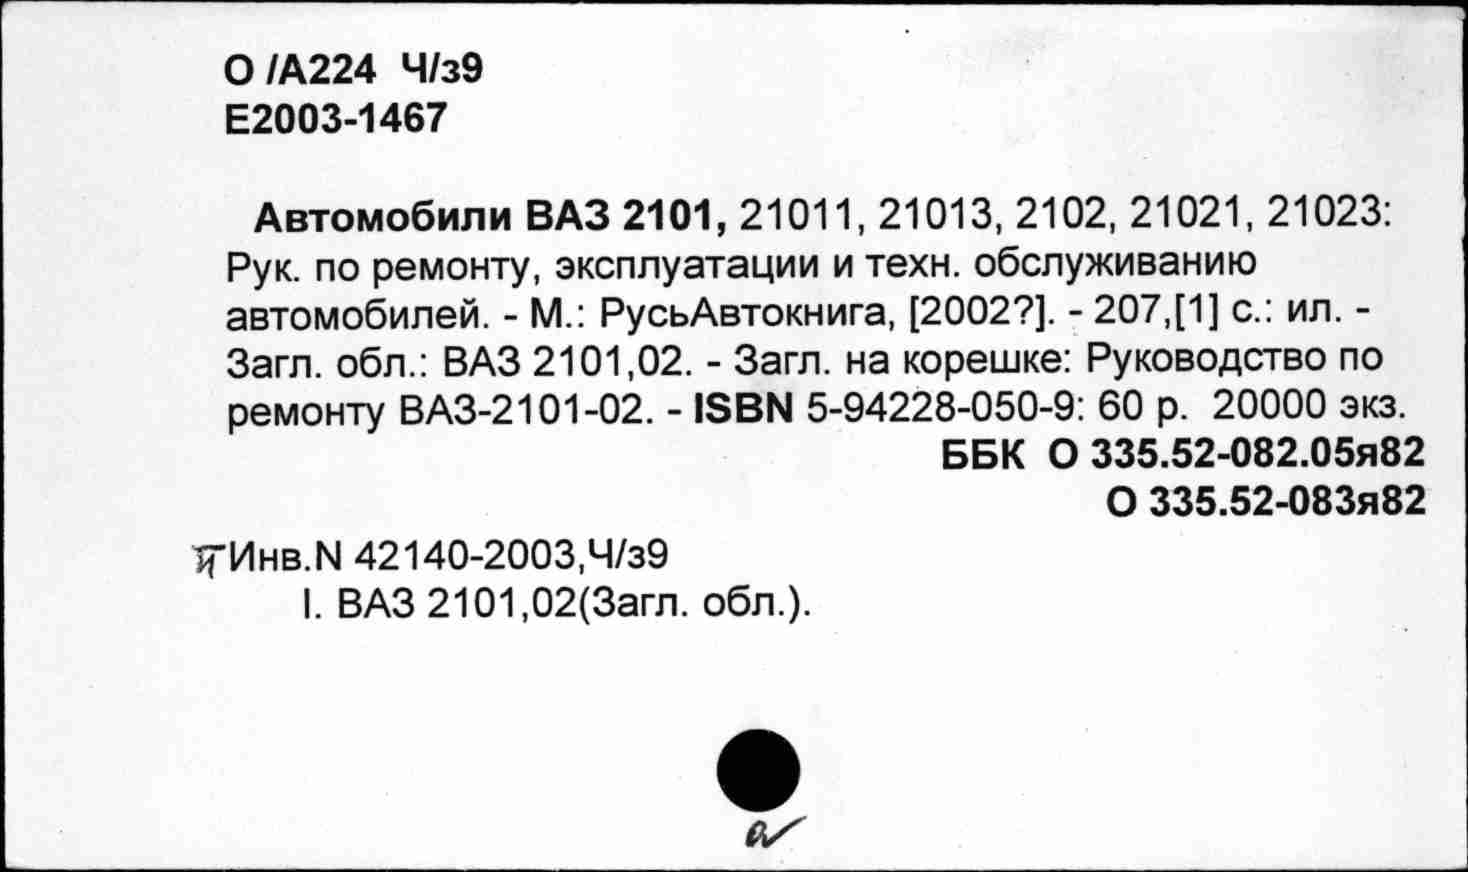 О /А224 Ч/з9
Е2003-1467
Автомобили ВАЗ 2101, 21011, 21013, 2102, 21021, 21023:
Рук. по ремонту, эксплуатации и техн. обслуживанию
автомобилей. - М.: РусьАвтокнига, [2002?]. - 207,[1] с.: ил. -
Загл. обл.: ВАЗ 2101,02. - Загл. на корешке: Руководство по
ремонту ВАЗ-2101-02. - ISBN 5-94228-050-9: 60 р. 20000 экз.
ББК О 335.52-082.05я82
О 335.52-083я82
Инв.N 42140-2003,Ч/з9
I. ВАЗ 2101,02(Загл. обл.).